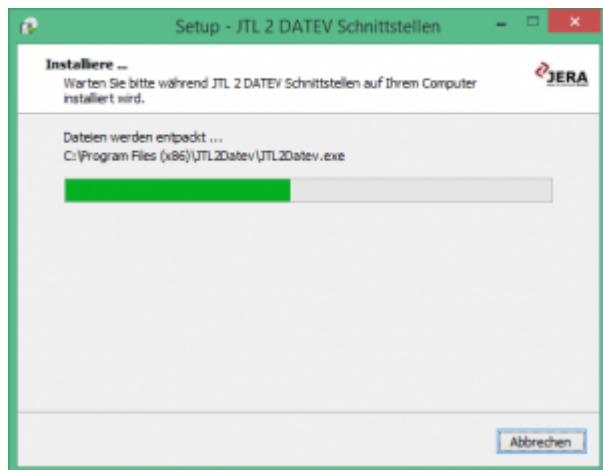 Setup - JTL 2 DATEV Schnittstellen
Installiere ...
Warten Sie bitte während JTL 2 DATEV Schnittstellen auf Ihrem Computer
installiert wird.
JERA
Dateien werden entpackt ...
C:\Program Files (x86)\JTL2Datev\JTL2Datev.exe
Abbrechen